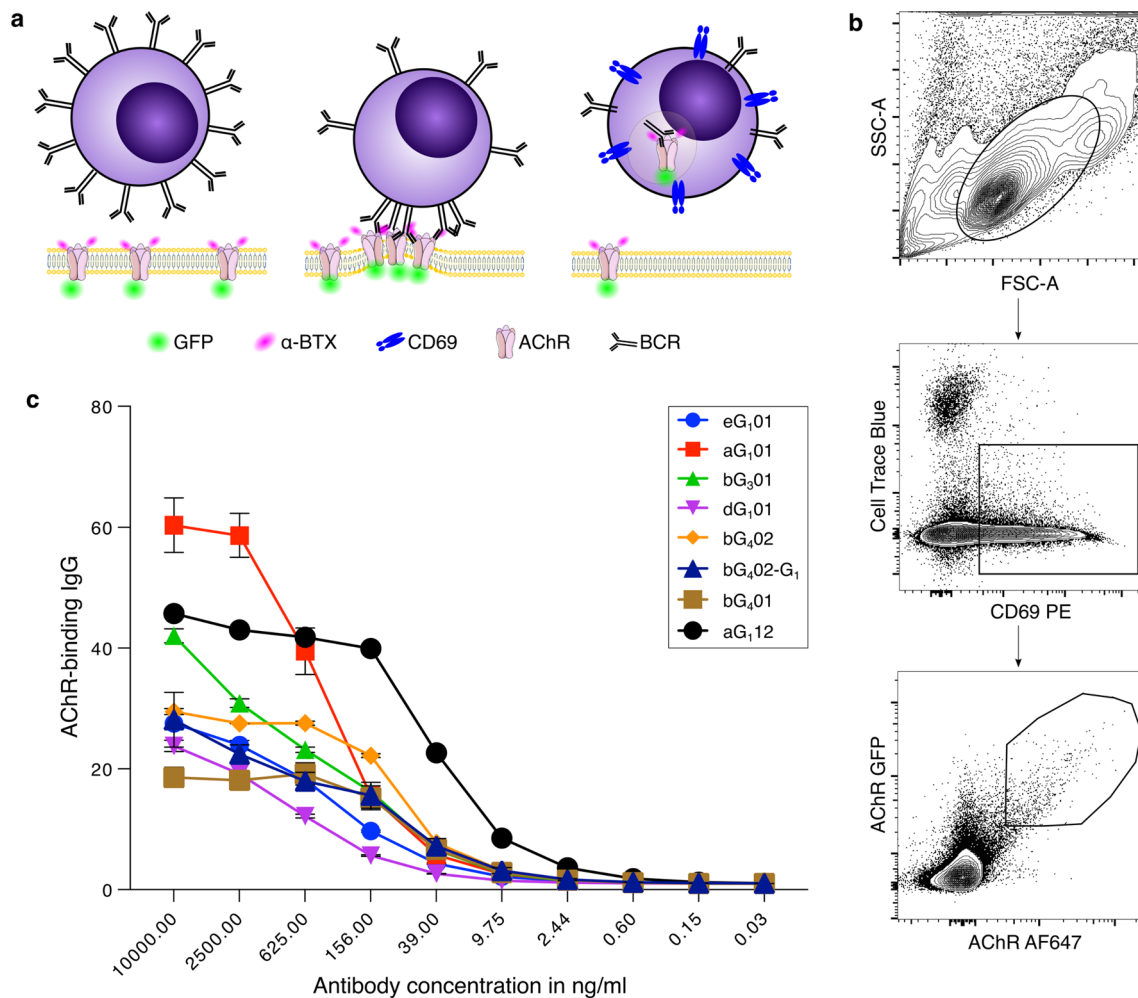 a
GFP
α-BTX
CD69
AChR
BCR
b
SSC-A
FSC-A
Cell Trace Blue
CD69 PE
AChR GFP
AChR AF647
c
AChR-binding IgG
80
60
40
20
0
eG₁01
aG₁01
bG₃01
dG₁01
bG₄02
bG₄02-G₁
bG₄01
aG₁12
10000.00
2500.00
625.00
156.00
39.00
9.75
2.44
0.60
0.15
0.03
Antibody concentration in ng/ml